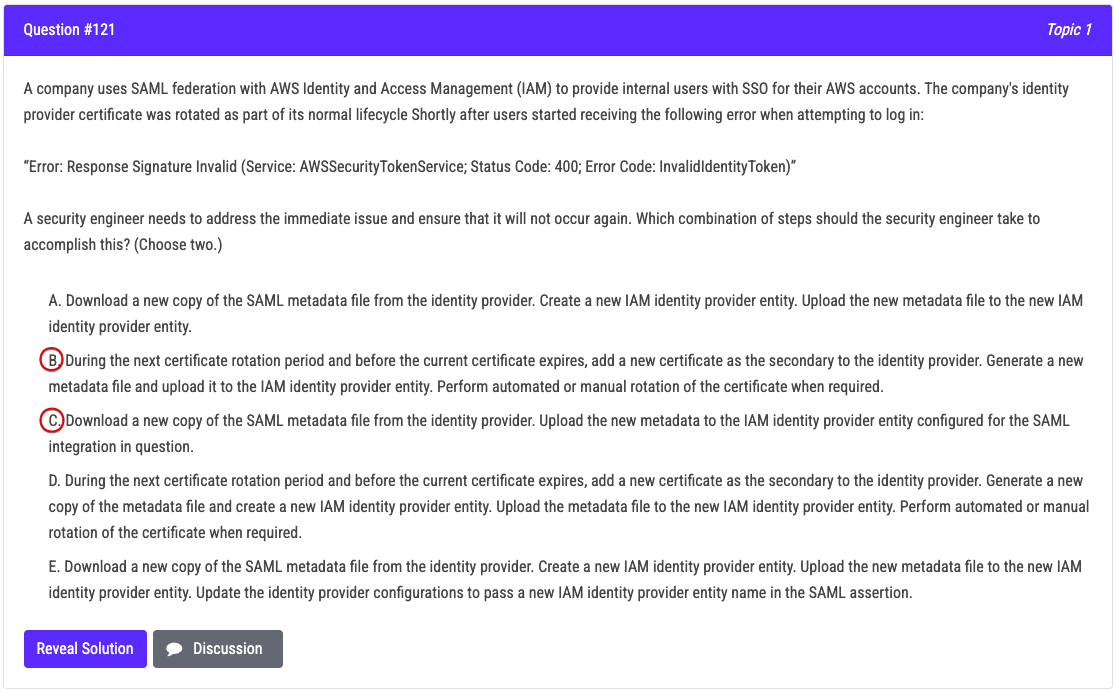 Question #121
Topic 1
A company uses SAML federation with AWS Identity and Access Management (IAM) to provide internal users with SSO for their AWS accounts. The company's identity
provider certificate was rotated as part of its normal lifecycle Shortly after users started receiving the following error when attempting to log in:
“Error: Response Signature Invalid (Service: AWSSecurityTokenService; Status Code: 400; Error Code: InvalidIdentityToken)”
A security engineer needs to address the immediate issue and ensure that it will not occur again. Which combination of steps should the security engineer take to
accomplish this? (Choose two.)
A. Download a new copy of the SAML metadata file from the identity provider. Create a new IAM identity provider entity. Upload the new metadata file to the new IAM
identity provider entity.
B. During the next certificate rotation period and before the current certificate expires, add a new certificate as the secondary to the identity provider. Generate a new
metadata file and upload it to the IAM identity provider entity. Perform automated or manual rotation of the certificate when required.
C. Download a new copy of the SAML metadata file from the identity provider. Upload the new metadata to the IAM identity provider entity configured for the SAML
integration in question.
D. During the next certificate rotation period and before the current certificate expires, add a new certificate as the secondary to the identity provider. Generate a new
copy of the metadata file and create a new IAM identity provider entity. Upload the metadata file to the new IAM identity provider entity. Perform automated or manual
rotation of the certificate when required.
E. Download a new copy of the SAML metadata file from the identity provider. Create a new IAM identity provider entity. Upload the new metadata file to the new IAM
identity provider entity. Update the identity provider configurations to pass a new IAM identity provider entity name in the SAML assertion.
Reveal Solution
Discussion